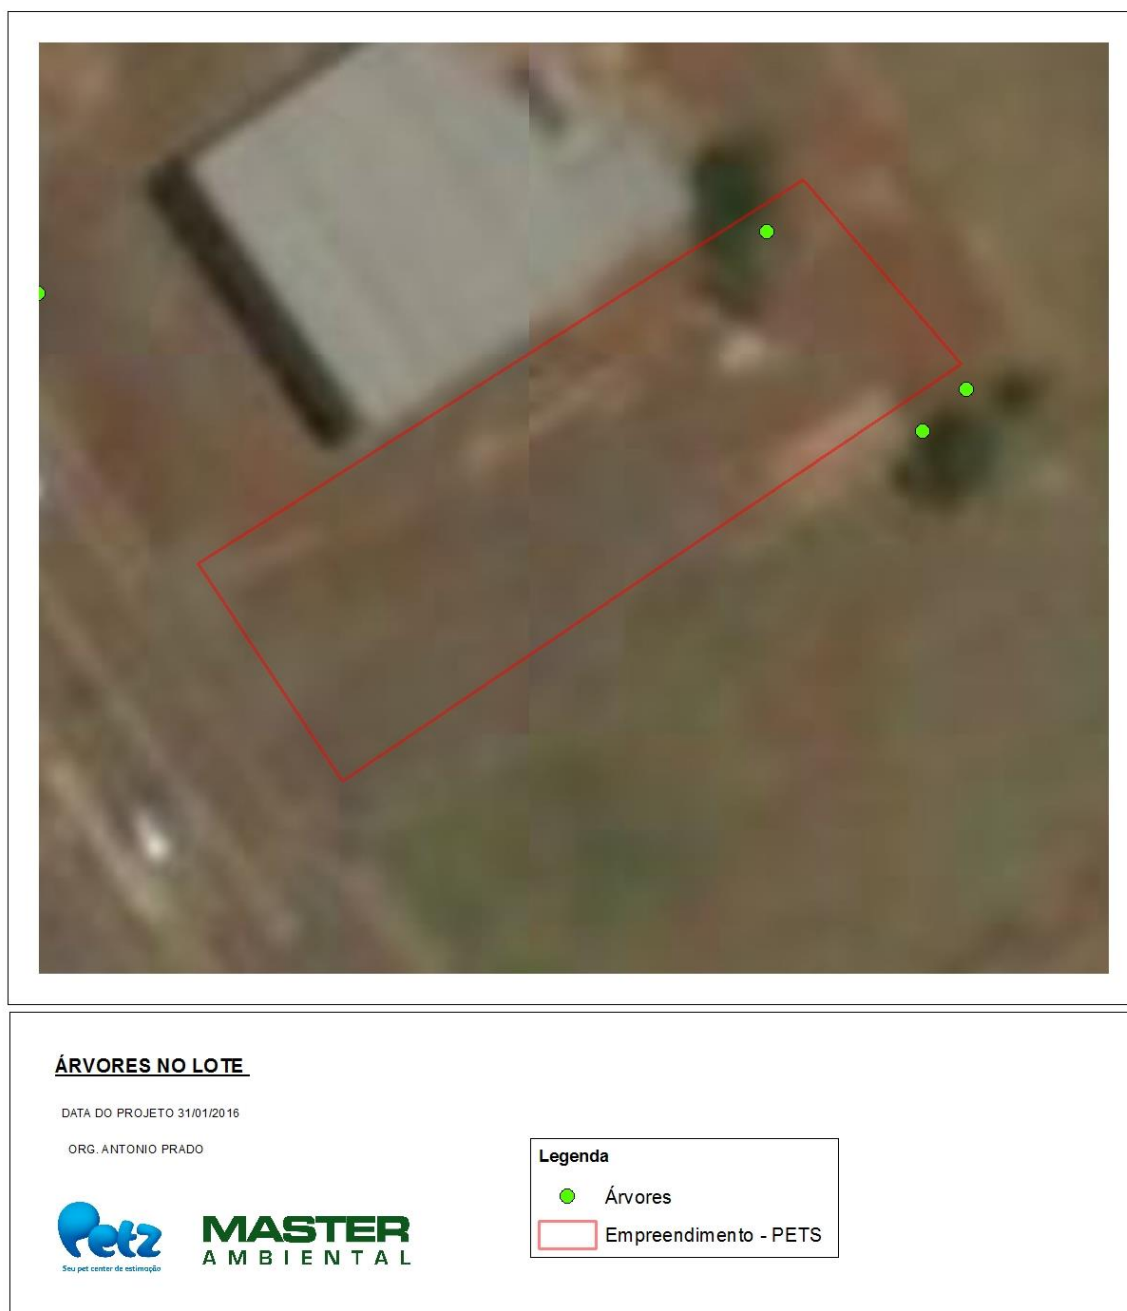 ÁRVORES NO LOTE
DATA DO PROJETO 31/01/2016
ORG. ANTONIO PRADO
Petz
Seu pet center de estimação
MASTER
AMBIENTAL
Legenda
Árvores
Empreendimento - PETS